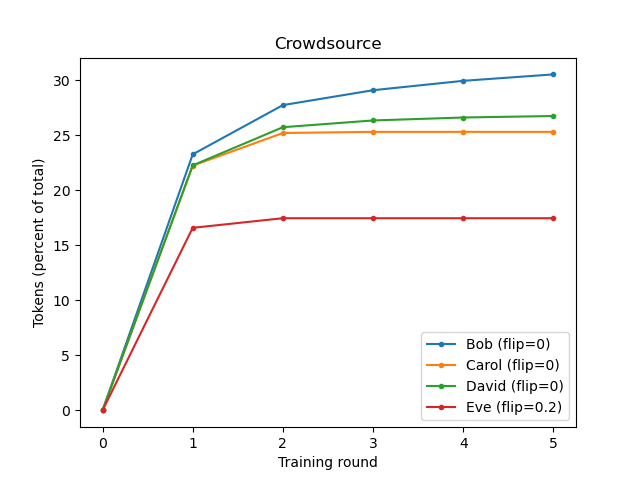 Crowdsource
Tokens (percent of total)
30
25
20
15
10
5
0
0 1 2 3 4 5
Training round
Bob (flip=0)
Carol (flip=0)
David (flip=0)
Eve (flip=0.2)